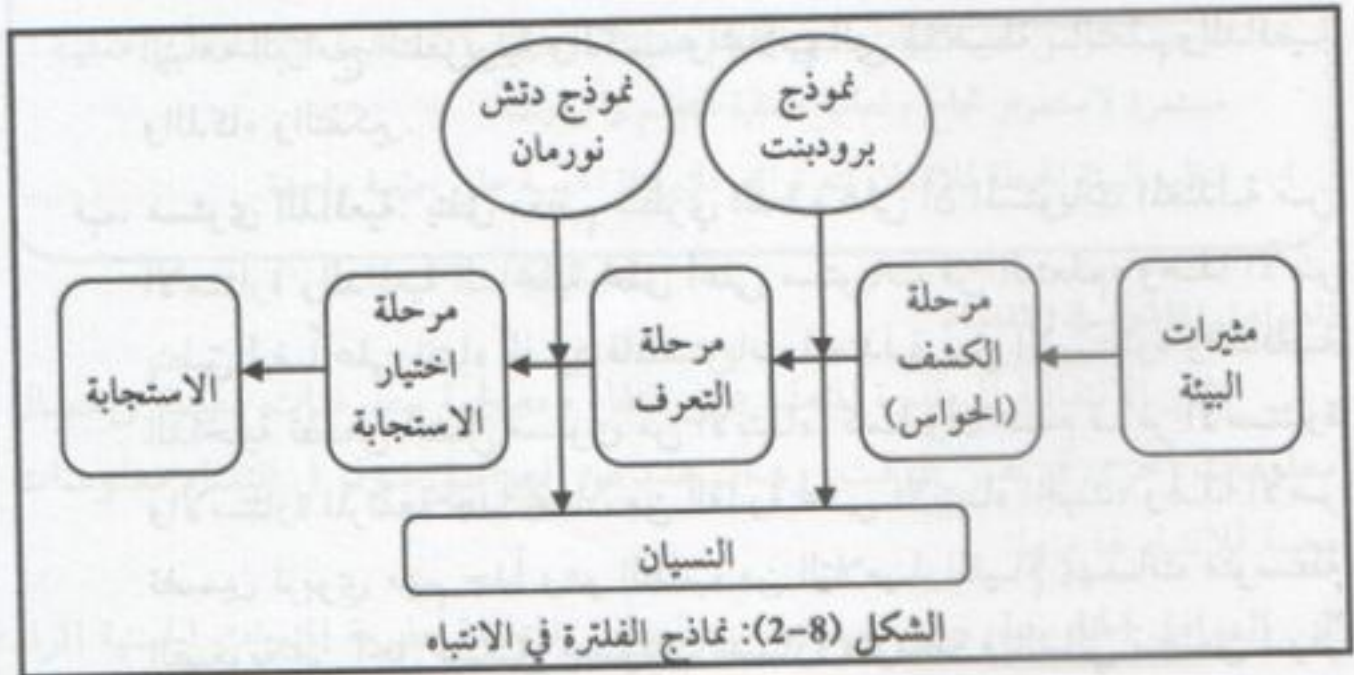 نموذج
برودبنت
نموذج دتش
نورمان
مثيرات
البيئة
مرحلة
الكشف
(الحواس)
مرحلة
التعرف
مرحلة
اختيار
الاستجابة
الاستجابة
النسيان
الشكل (8-2): نماذج الفلترة في الانتباه